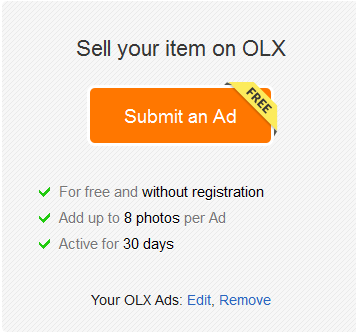 Sell your item on OLX
Submit an Ad
FREE
For free and without registration
Add up to 8 photos per Ad
Active for 30 days
Your OLX Ads: Edit, Remove